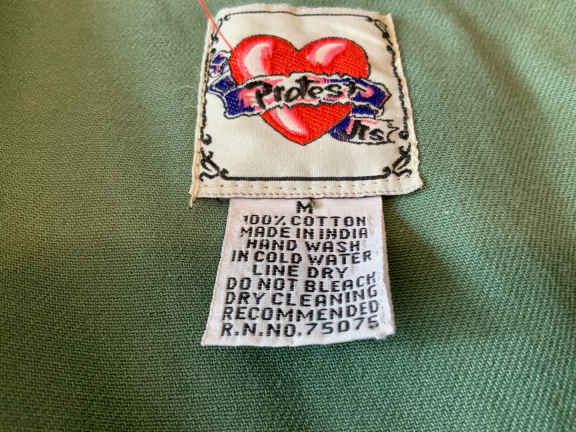 Protest
Us
M
100% COTTON
MADE IN INDIA
HAND WASH
IN COLD WATER
LINE DRY
DO NOT BLEACH
DRY CLEANING
RECOMMENDED
R.N.NO.75075